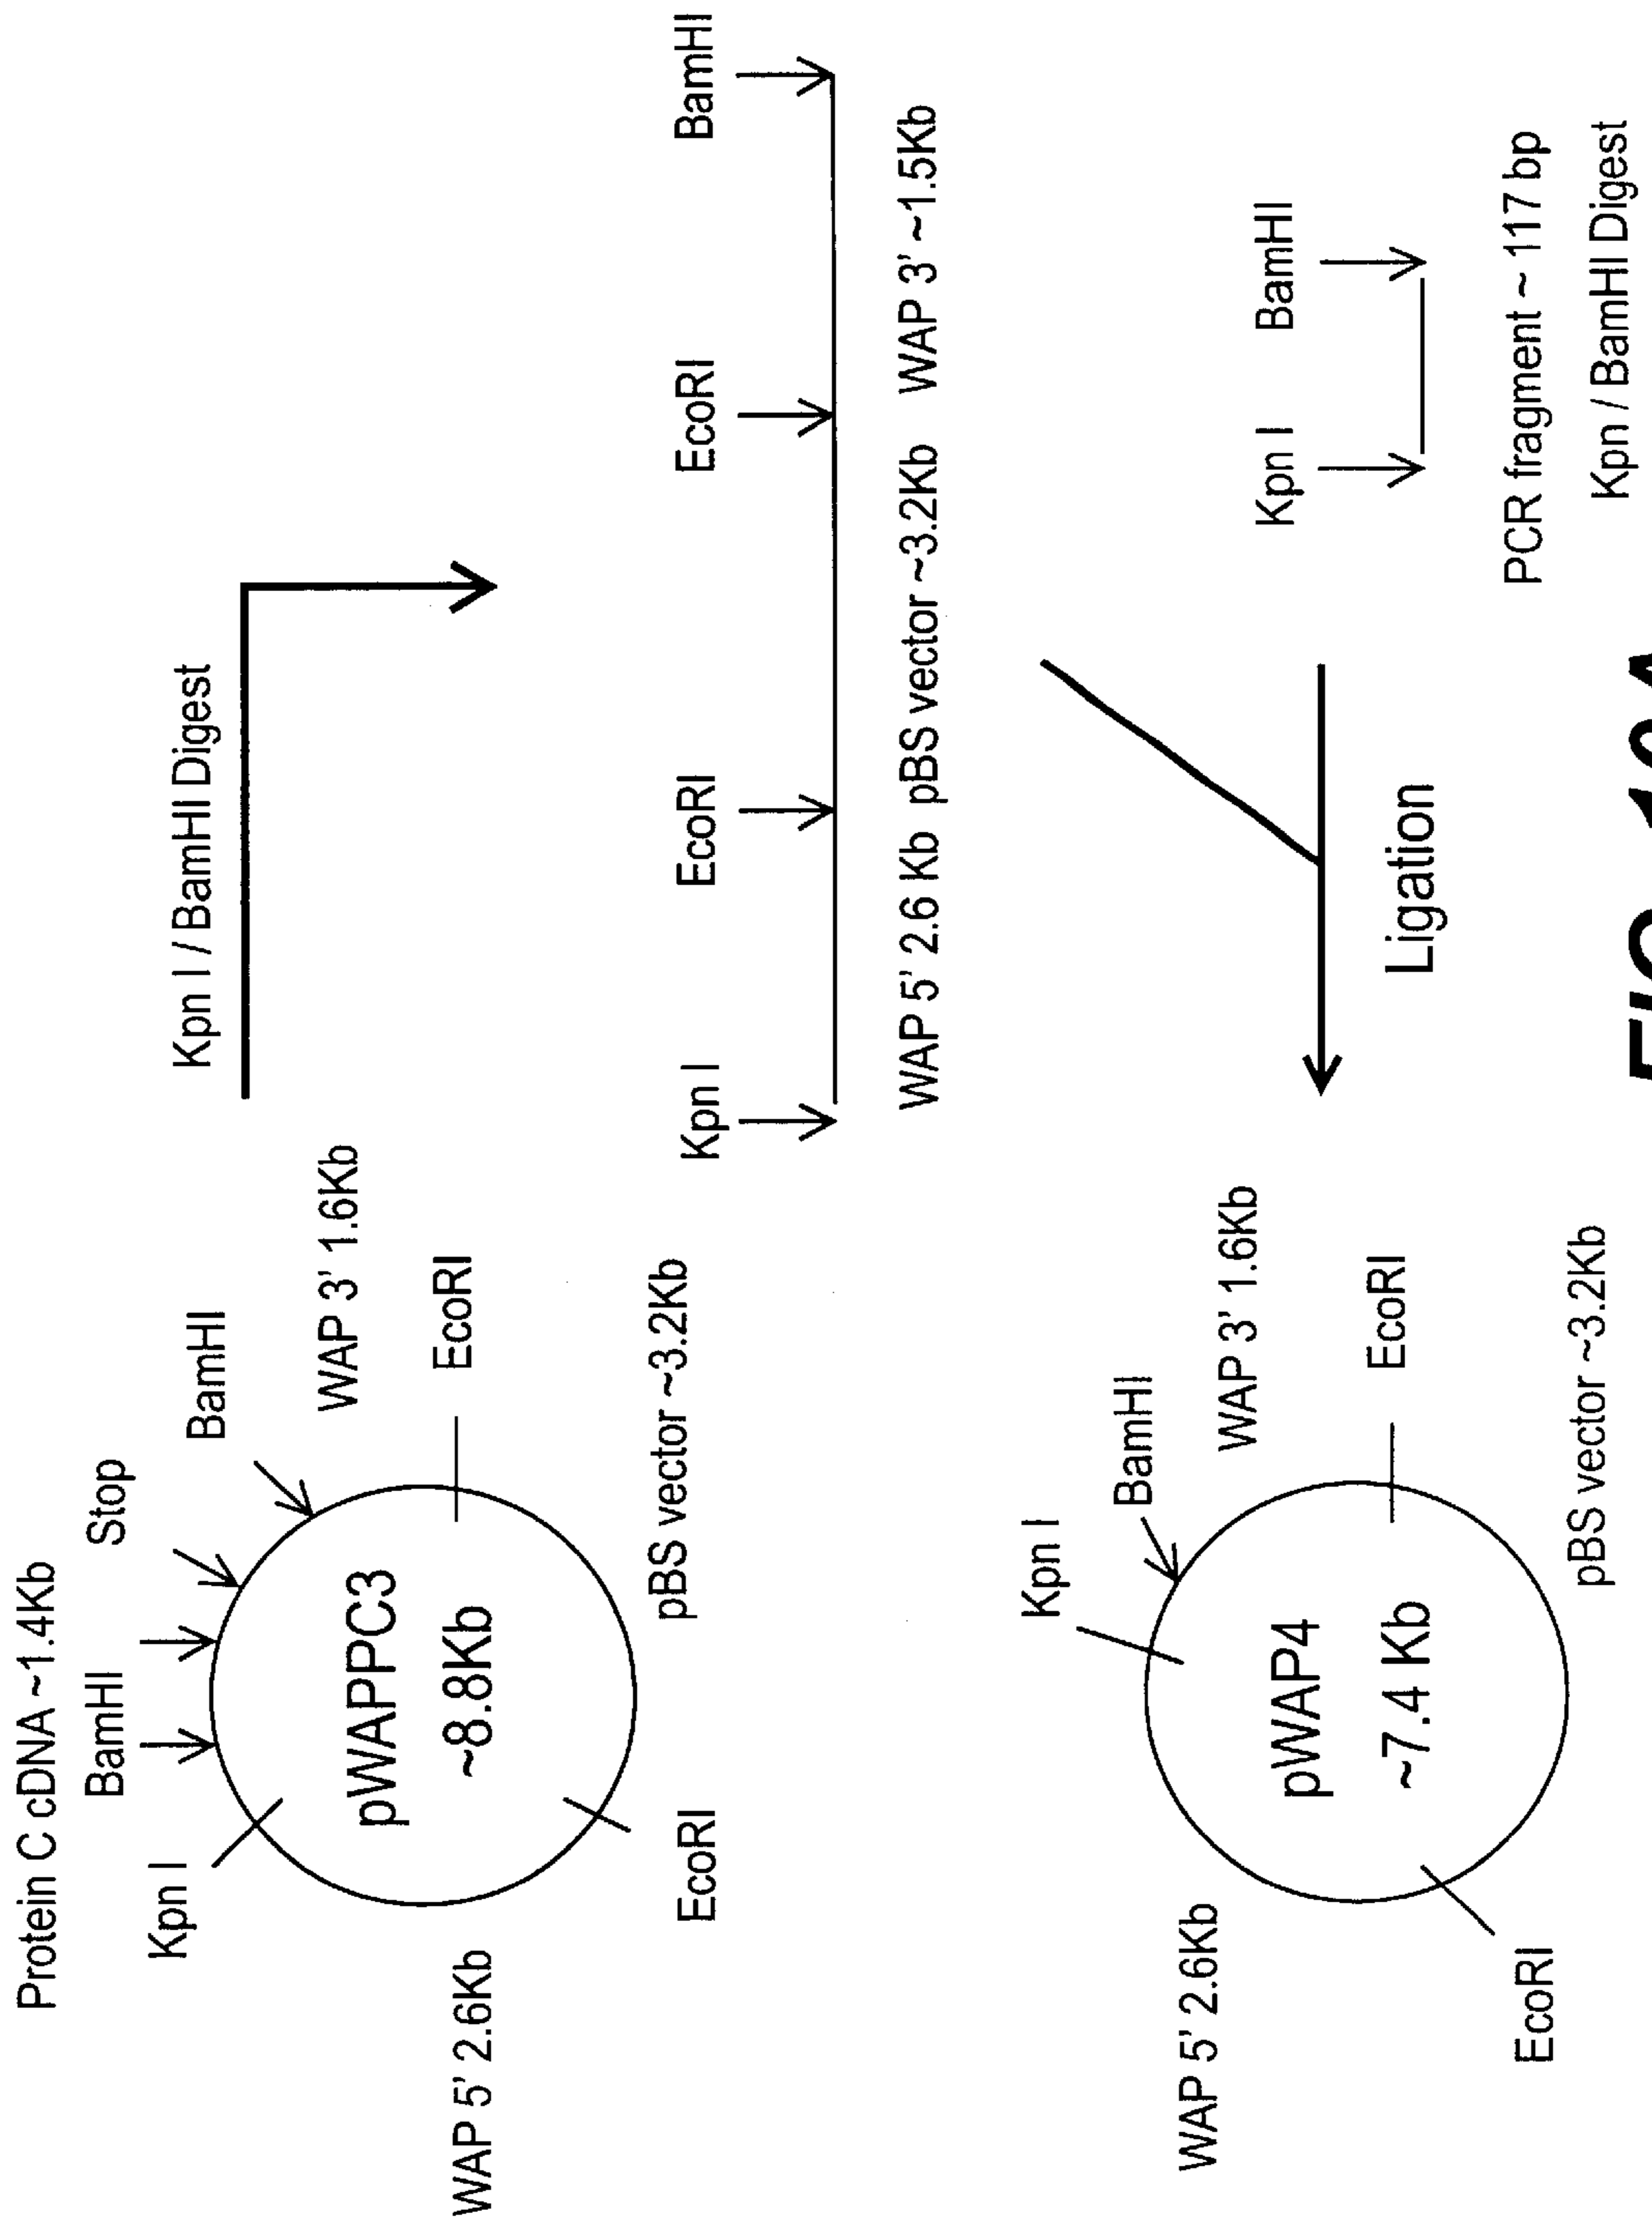 Protein C cDNA ~1.4Kb
BamHI
Stop
Kpn I
BamHI
WAP 3' 1.6Kb
pWAPPC3
~8.8Kb
WAP 5' 2.6Kb
EcoRI
EcoRI
pBS vector ~3.2Kb
Kpn I / BamHI Digest
Kpn I
EcoRI
EcoRI
BamHI
WAP 5' 2.6 Kb pBS vector ~3.2Kb WAP 3' ~1.5Kb
Kpn I
BamHI
WAP 3' 1.6Kb
WAP 5' 2.6Kb
pWAP4
~7.4 Kb
EcoRI
EcoRI
pBS vector ~3.2Kb
Ligation
Kpn I
BamHI
PCR fragment ~ 117 bp
Kpn / BamHI Digest